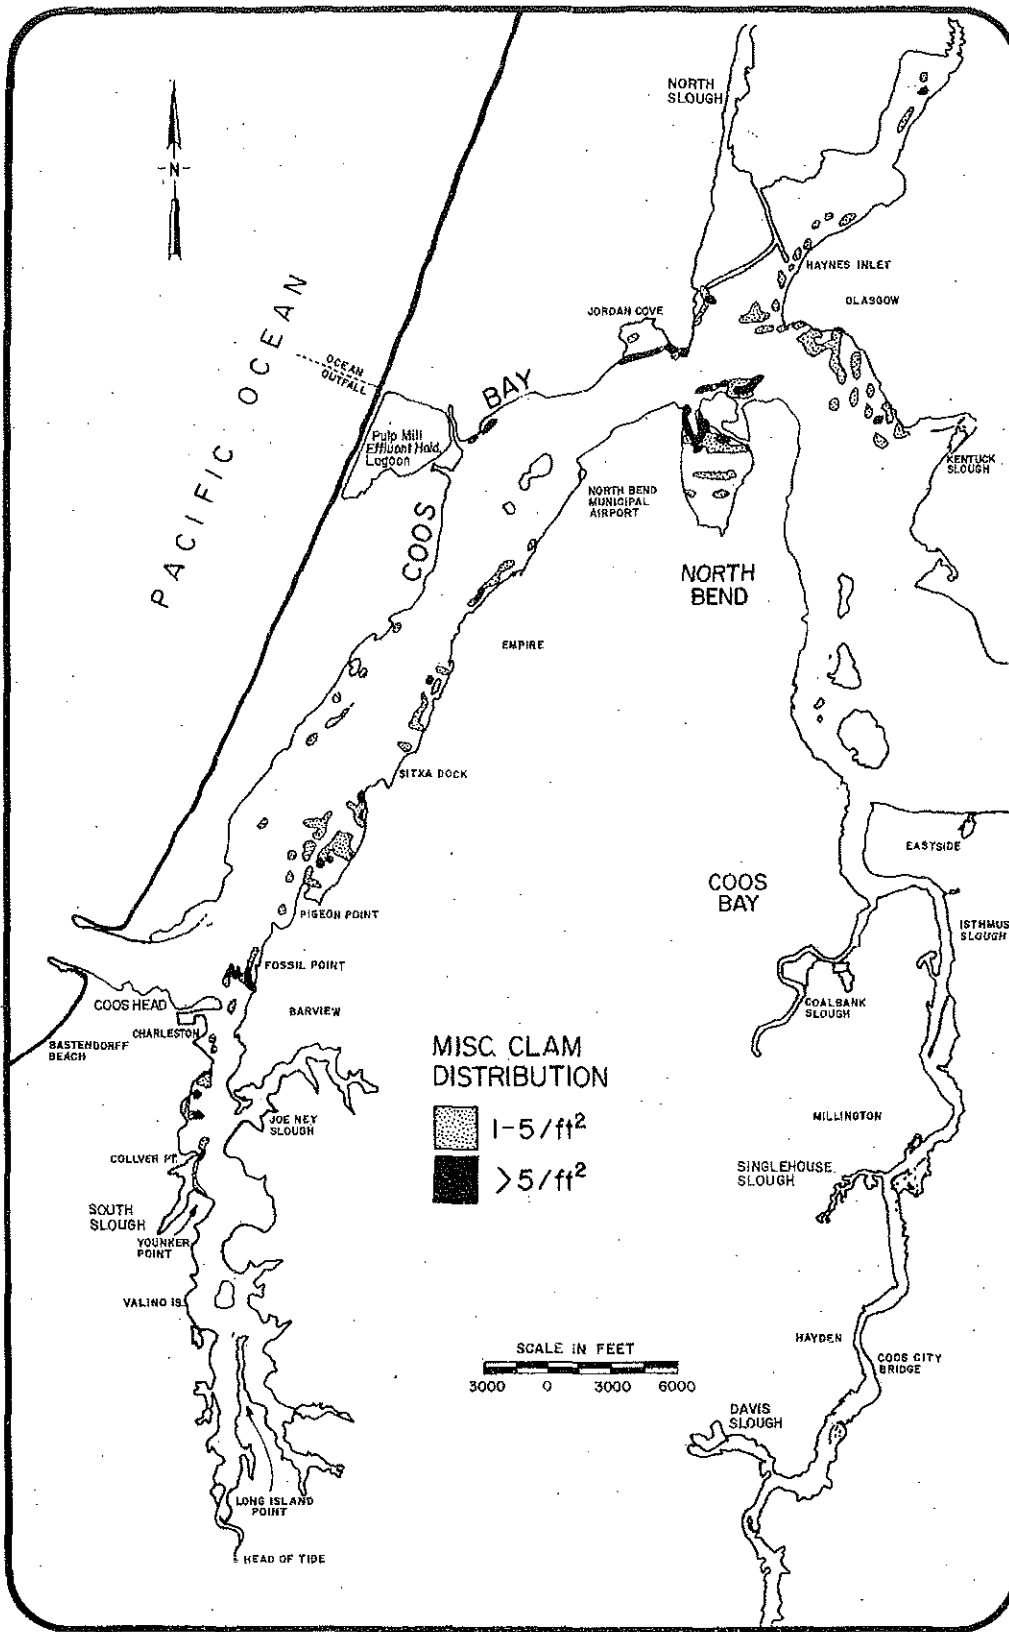 NORTH
SLOUGH
N
HAYNES INLET
GLASGOW
JORDAN COVE
PACIFIC OCEAN
OCEAN
OUTFALL
COOS BAY
Pulp Mill
Effluent Hold.
Lagoon
KENTUCK
SLOUGH
NORTH BEND
MUNICIPAL
AIRPORT
NORTH
BEND
EMPIRE
SITKA DOCK
EASTSIDE
COOS
BAY
PIGEON POINT
ISTHMUS
SLOUGH
FOSSIL POINT
COOS HEAD
BARVIEW
COALBANK
SLOUGH
CHARLESTON
BASTENDORFF
BEACH
MISC. CLAM
DISTRIBUTION
1-5/ft²
>5/ft²
JOE NEY
SLOUGH
MILLINGTON
COLLVER PT.
SINGLEHOUSE
SLOUGH
SOUTH
SLOUGH
YOUNKER
POINT
VALINO IS.
HAYDEN
COOS CITY
BRIDGE
SCALE IN FEET
3000 0 3000 6000
DAVIS
SLOUGH
LONG ISLAND
POINT
HEAD OF TIDE